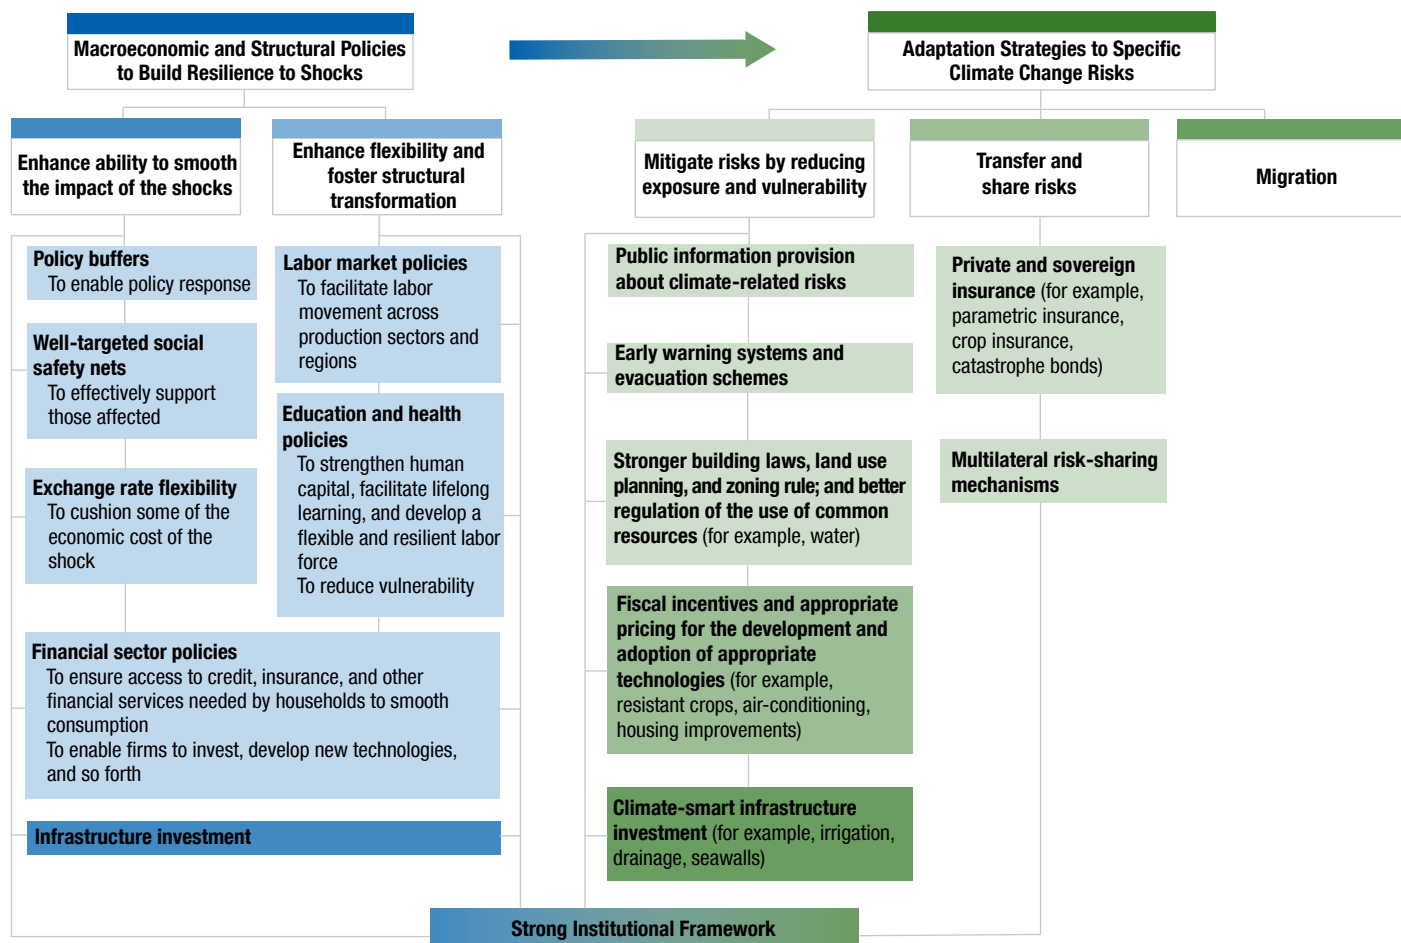 Macroeconomic and Structural Policies
to Build Resilience to Shocks
Adaptation Strategies to Specific
Climate Change Risks
Enhance ability to smooth
the impact of the shocks
Enhance flexibility and
foster structural
transformation
Mitigate risks by reducing
exposure and vulnerability
Transfer and
share risks
Migration
Policy buffers
To enable policy response
Well-targeted social
safety nets
To effectively support
those affected
Exchange rate flexibility
To cushion some of the
economic cost of the
shock
Labor market policies
To facilitate labor
movement across
production sectors and
regions
Education and health
policies
To strengthen human
capital, facilitate lifelong
learning, and develop a
flexible and resilient labor
force
To reduce vulnerability
Financial sector policies
To ensure access to credit, insurance, and other
financial services needed by households to smooth
consumption
To enable firms to invest, develop new technologies,
and so forth
Infrastructure investment
Public information provision
about climate-related risks
Early warning systems and
evacuation schemes
Stronger building laws, land use
planning, and zoning rule; and better
regulation of the use of common
resources (for example, water)
Fiscal incentives and appropriate
pricing for the development and
adoption of appropriate
technologies (for example,
resistant crops, air-conditioning,
housing improvements)
Climate-smart infrastructure
investment (for example, irrigation,
drainage, seawalls)
Private and sovereign
insurance (for example,
parametric insurance,
crop insurance,
catastrophe bonds)
Multilateral risk-sharing
mechanisms
Strong Institutional Framework